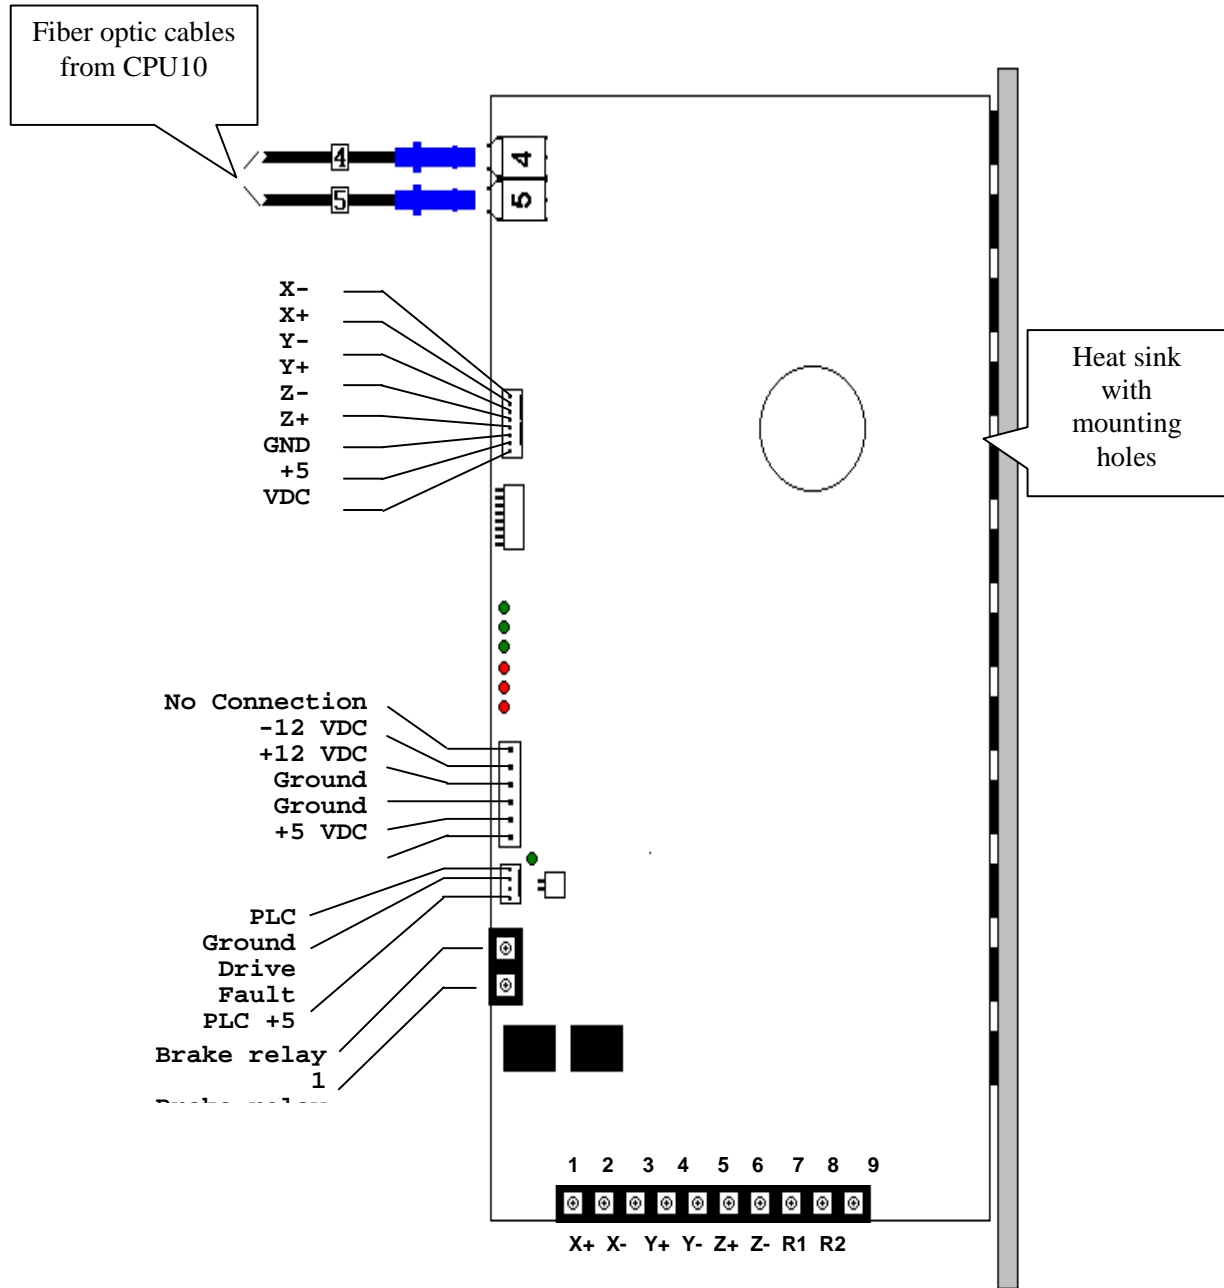 Fiber optic cables
from CPU10
4
4
5
5
X-
X+
Y-
Y+
Z-
Z+
GND
+5
VDC
Heat sink
with
mounting
holes
No Connection
-12 VDC
+12 VDC
Ground
Ground
+5 VDC
PLC
Ground
Drive
Fault
PLC +5
Brake relay
1
1 2 3 4 5 6 7 8 9
X+ X- Y+ Y- Z+ Z- R1 R2